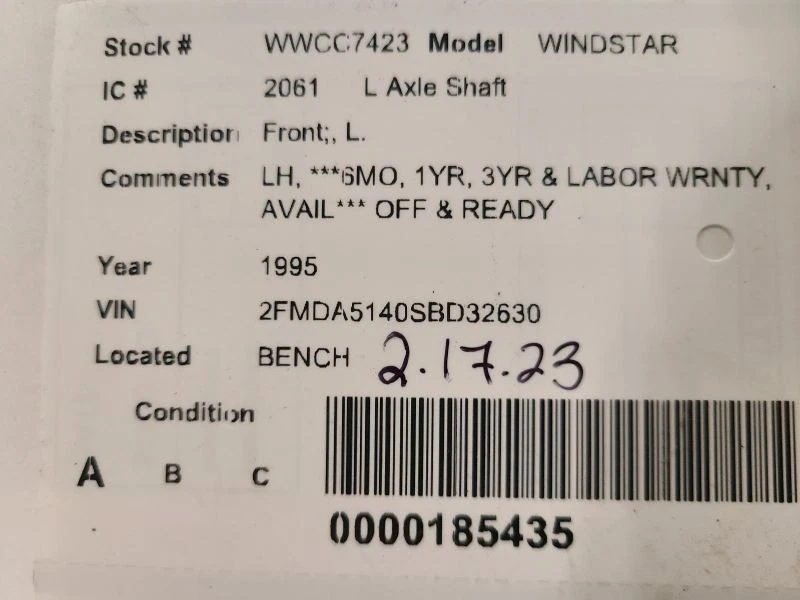 Stock # WWCC7423 Model WINDSTAR
IC # 2061 L Axle Shaft
Description Front;, L.
Comments LH, ***6MO, 1YR, 3YR & LABOR WRNTY,
AVAIL*** OFF & READY
Year 1995
VIN 2FMDA5140SBD32630
Located BENCH 2.17.23
Condition
A B C
0000185435